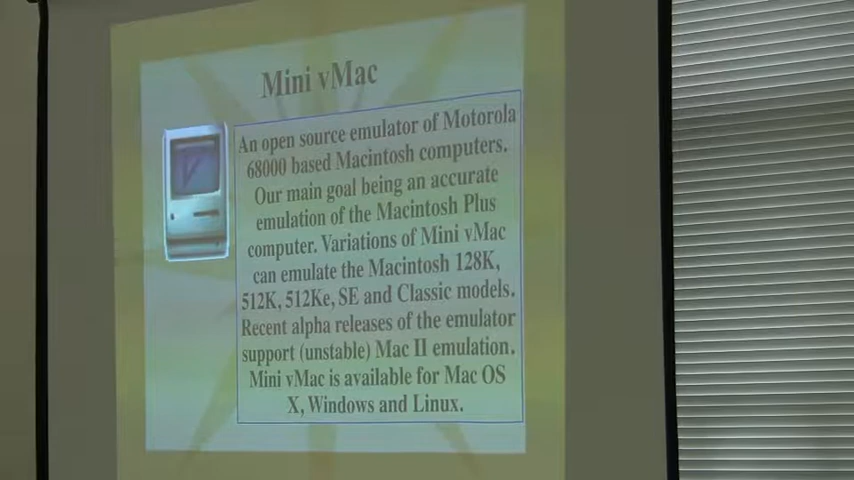 Mini vMac
An open source emulator of Motorola
68000 based Macintosh computers.
Our main goal being an accurate
emulation of the Macintosh Plus
computer. Variations of Mini vMac
can emulate the Macintosh 128K,
512K, 512Ke, SE and Classic models.
Recent alpha releases of the emulator
support (unstable) Mac II emulation.
Mini vMac is available for Mac OS
X, Windows and Linux.